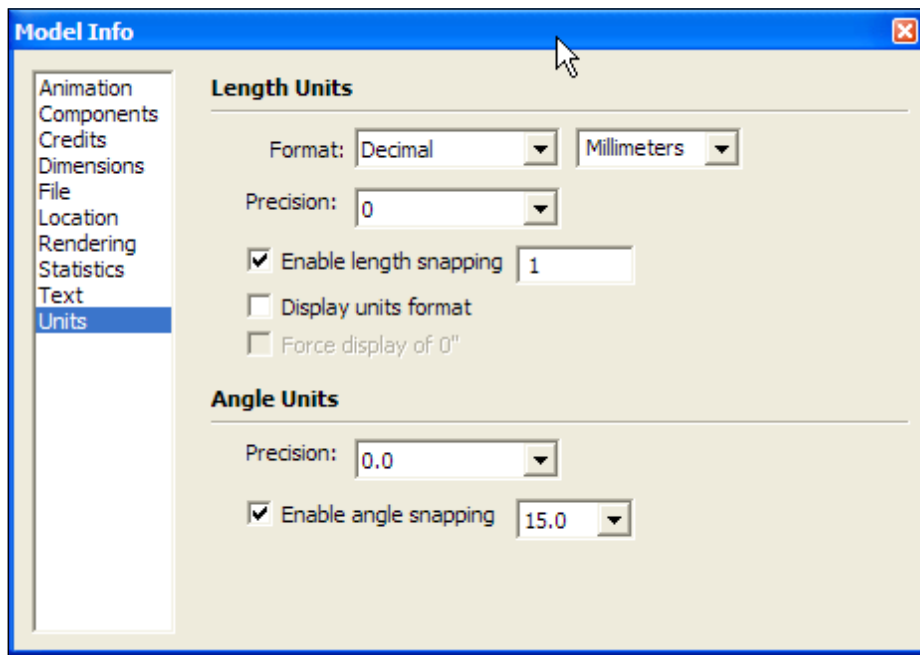 Model Info
Animation
Components
Credits
Dimensions
File
Location
Rendering
Statistics
Text
Units
Length Units
Format: Decimal Millimeters
Precision: 0
Enable length snapping 1
Display units format
Force display of 0"
Angle Units
Precision: 0.0
Enable angle snapping 15.0